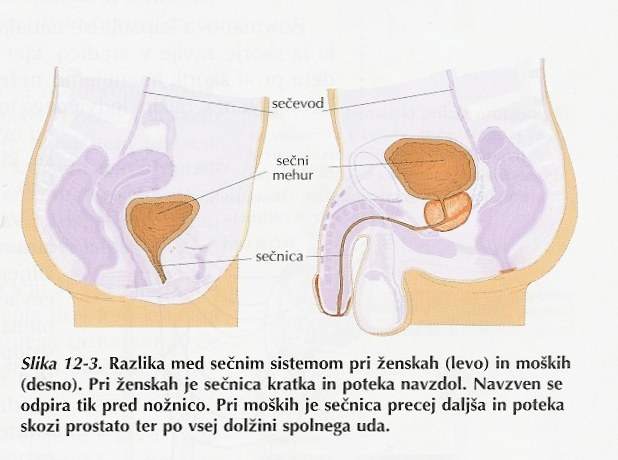 sečevod
sečni
mehur
sečnica
Slika 12-3. Razlika med sečnim sistemom pri ženskah (levo) in moških
(desno). Pri ženskah je sečnica kratka in poteka navzdol. Navzven se
odpira tik pred nožnico. Pri moških je sečnica precej daljša in poteka
skozi prostato ter po vsej dolžini spolnega uda.